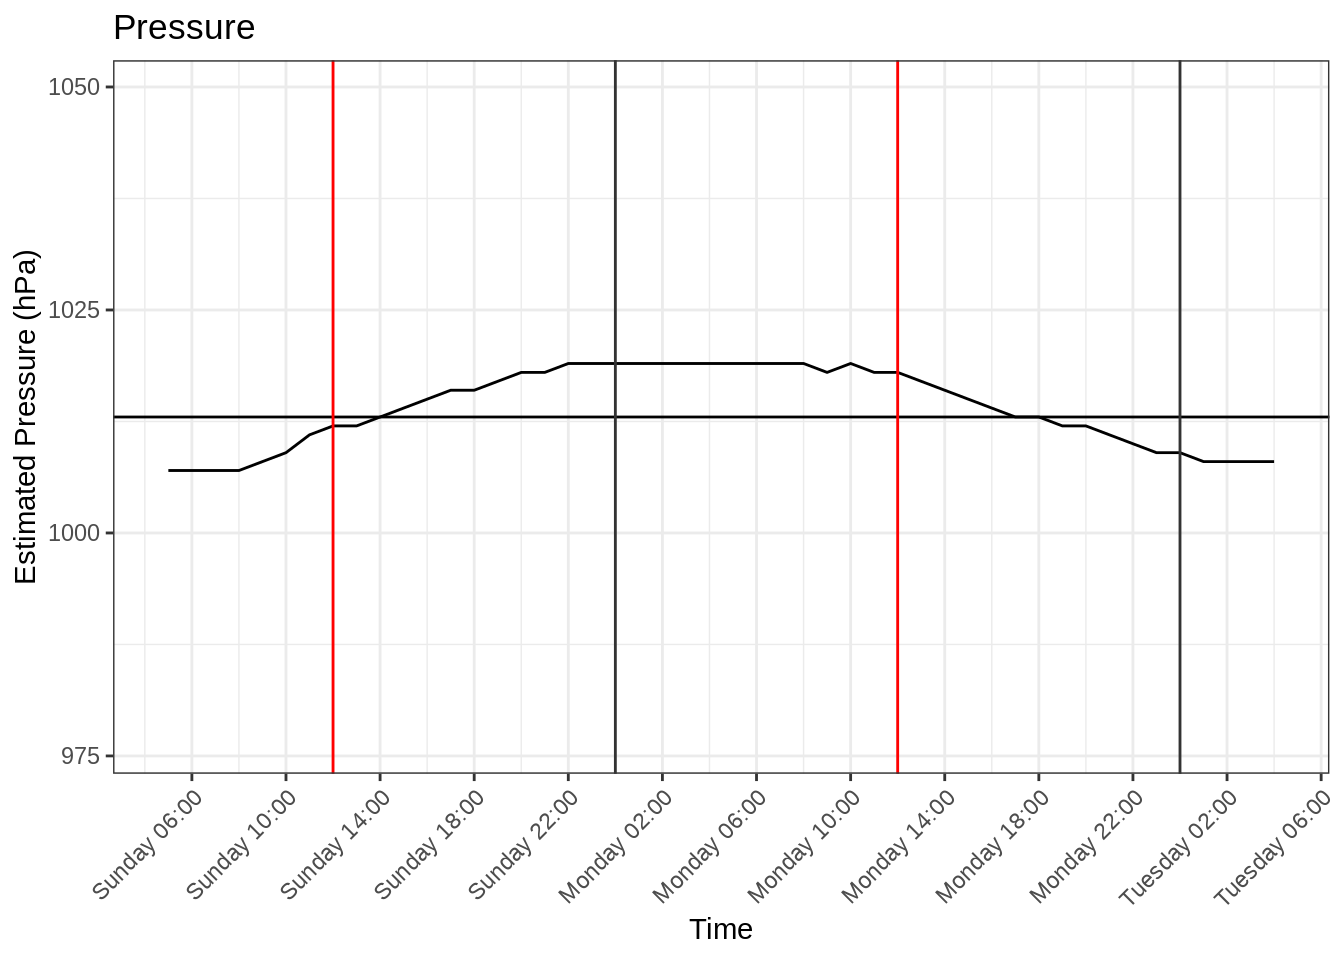 Pressure
Estimated Pressure (hPa)
1050
1025
1000
975
Sunday 06:00
Sunday 10:00
Sunday 14:00
Sunday 18:00
Sunday 22:00
Monday 02:00
Monday 06:00
Monday 10:00
Monday 14:00
Monday 18:00
Monday 22:00
Tuesday 02:00
Tuesday 06:00
Time